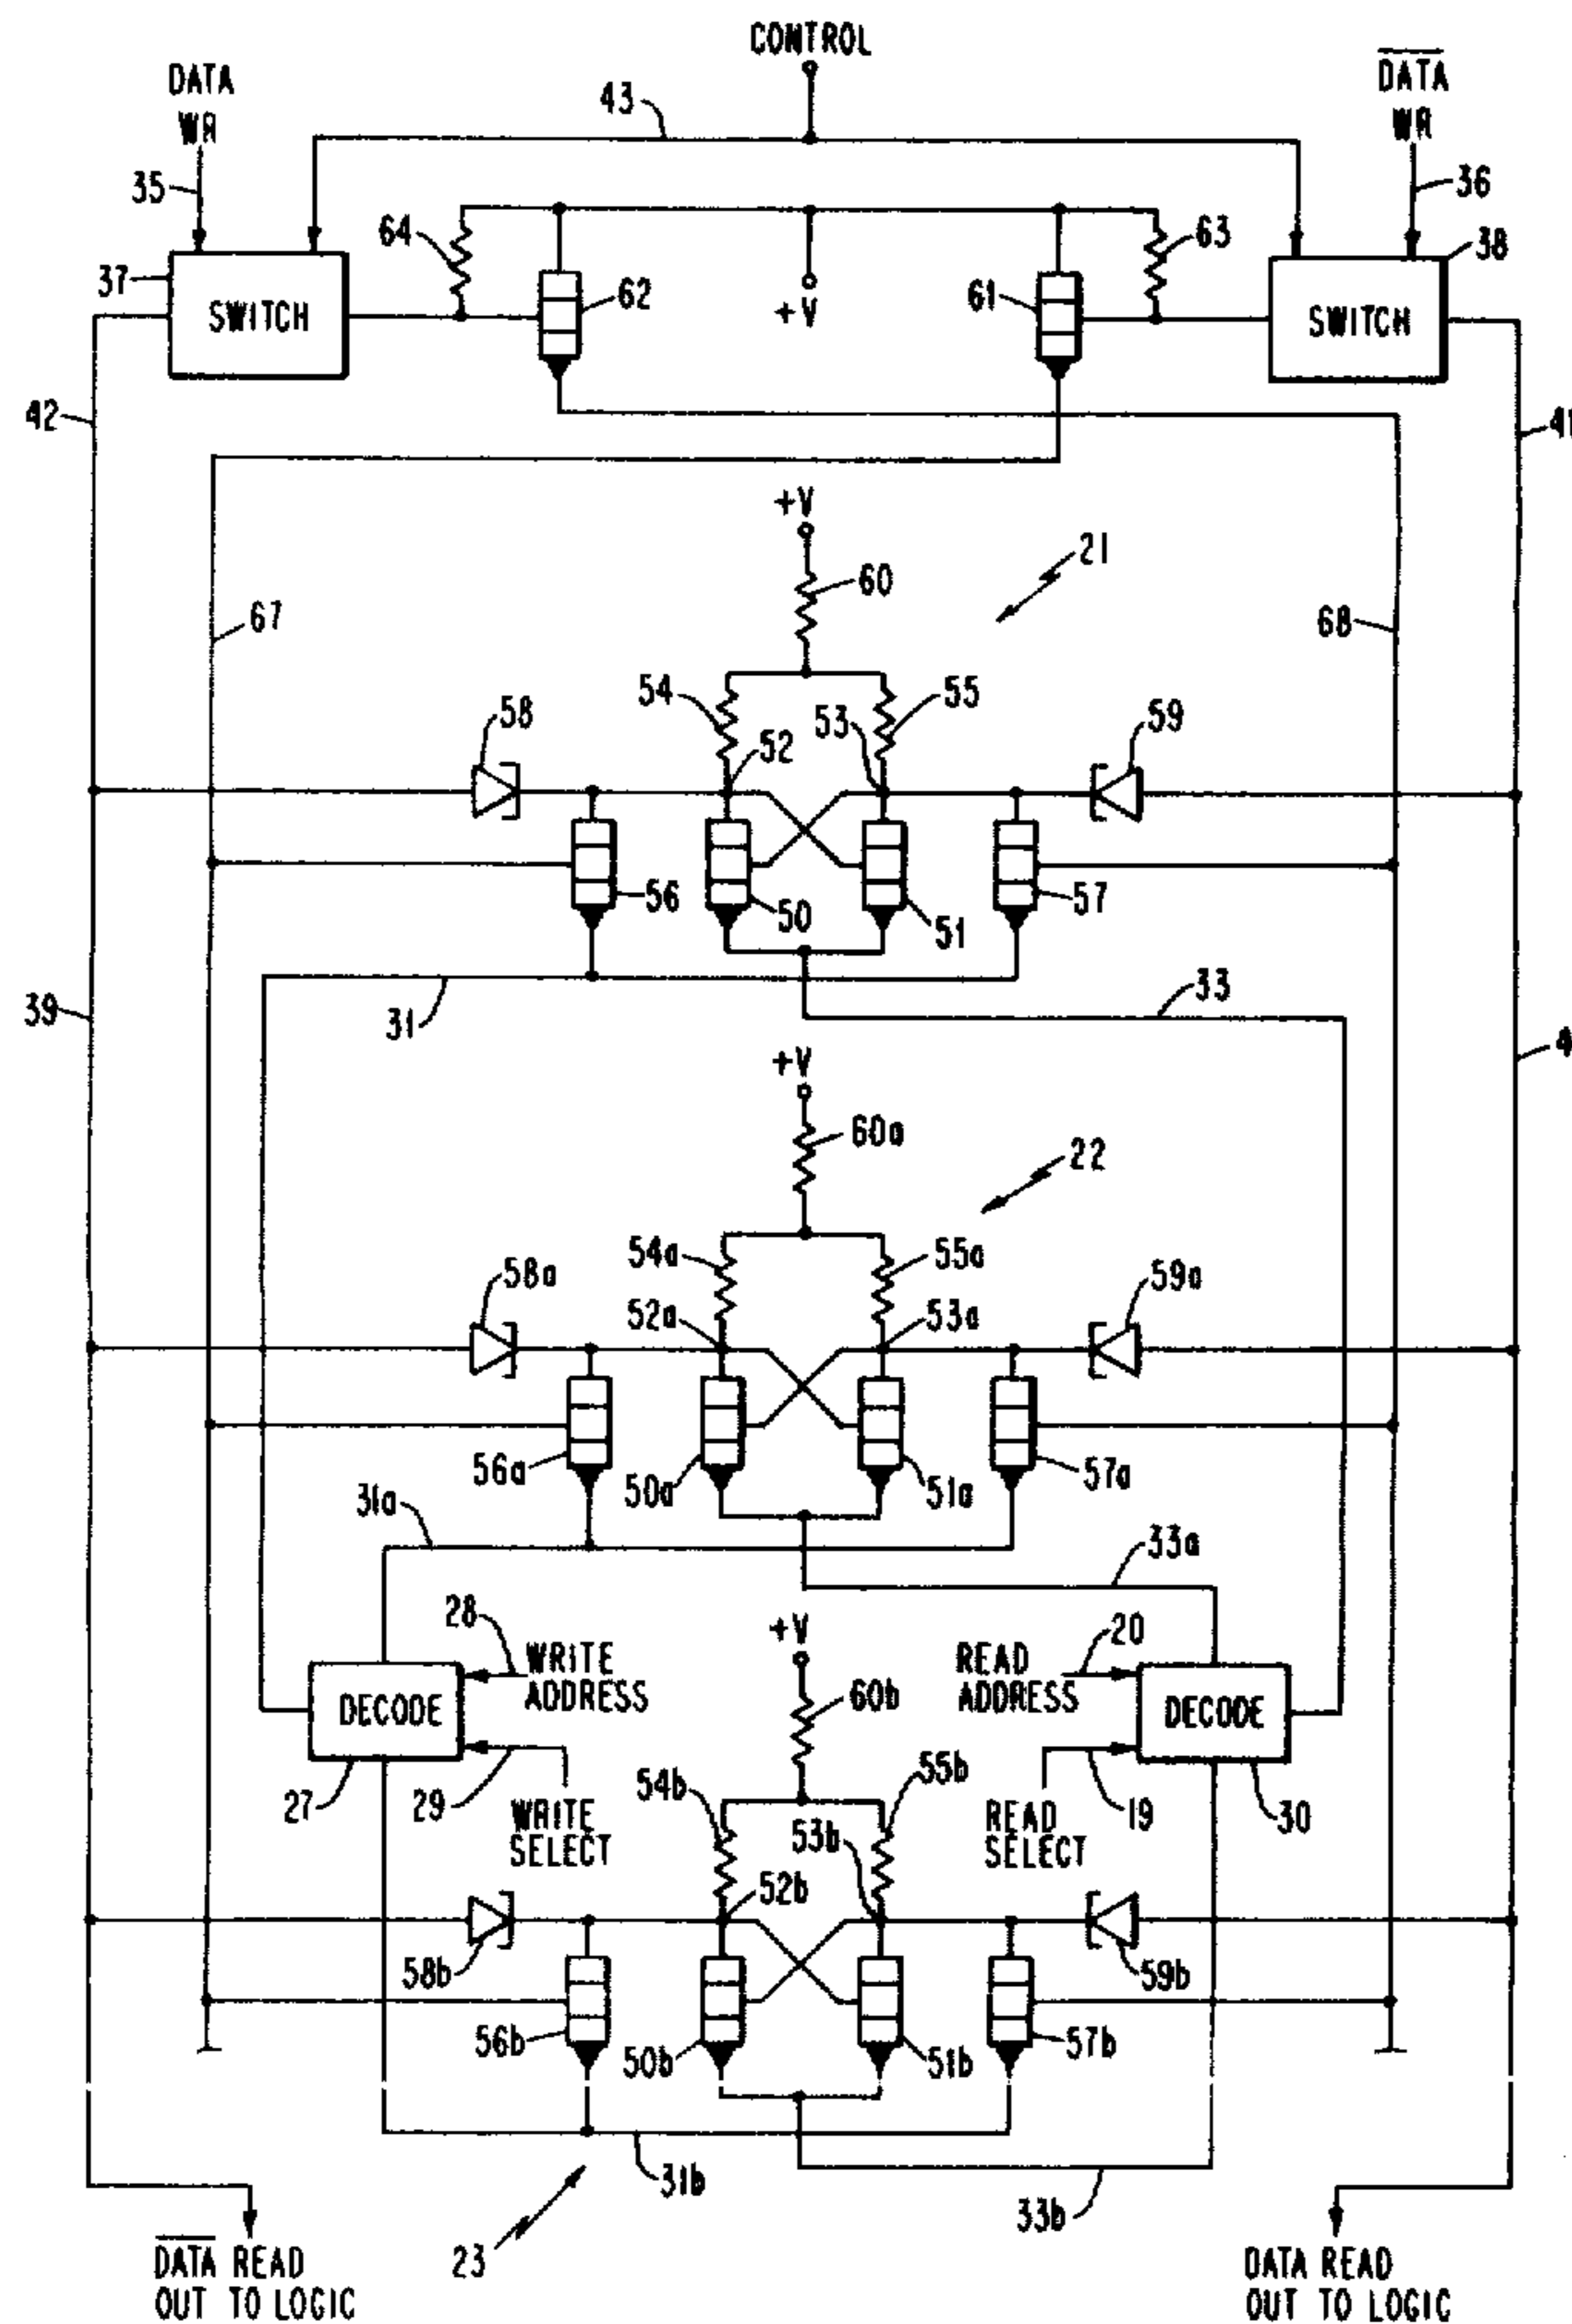 CONTROL
DATA
WR
DATA
WR
43
35
36
64
63
38
37
SWITCH
62
+V
61
SWITCH
42
41
+V
60
21
67
68
54
55
58
52
53
59
56
50
51
57
39
31
33
+V
60a
22
54a
55a
58a
52a
53a
59a
56a
50a
51a
57a
31a
33a
28
WRITE
ADDRESS
+V
READ
ADDRESS
20
DECODE
60b
DECODE
27
29
54b
55b
19
30
WRITE
SELECT
53b
READ
SELECT
52b
58b
59b
56b
50b
51b
57b
31b
33b
23
DATA READ
OUT TO LOGIC
DATA READ
OUT TO LOGIC